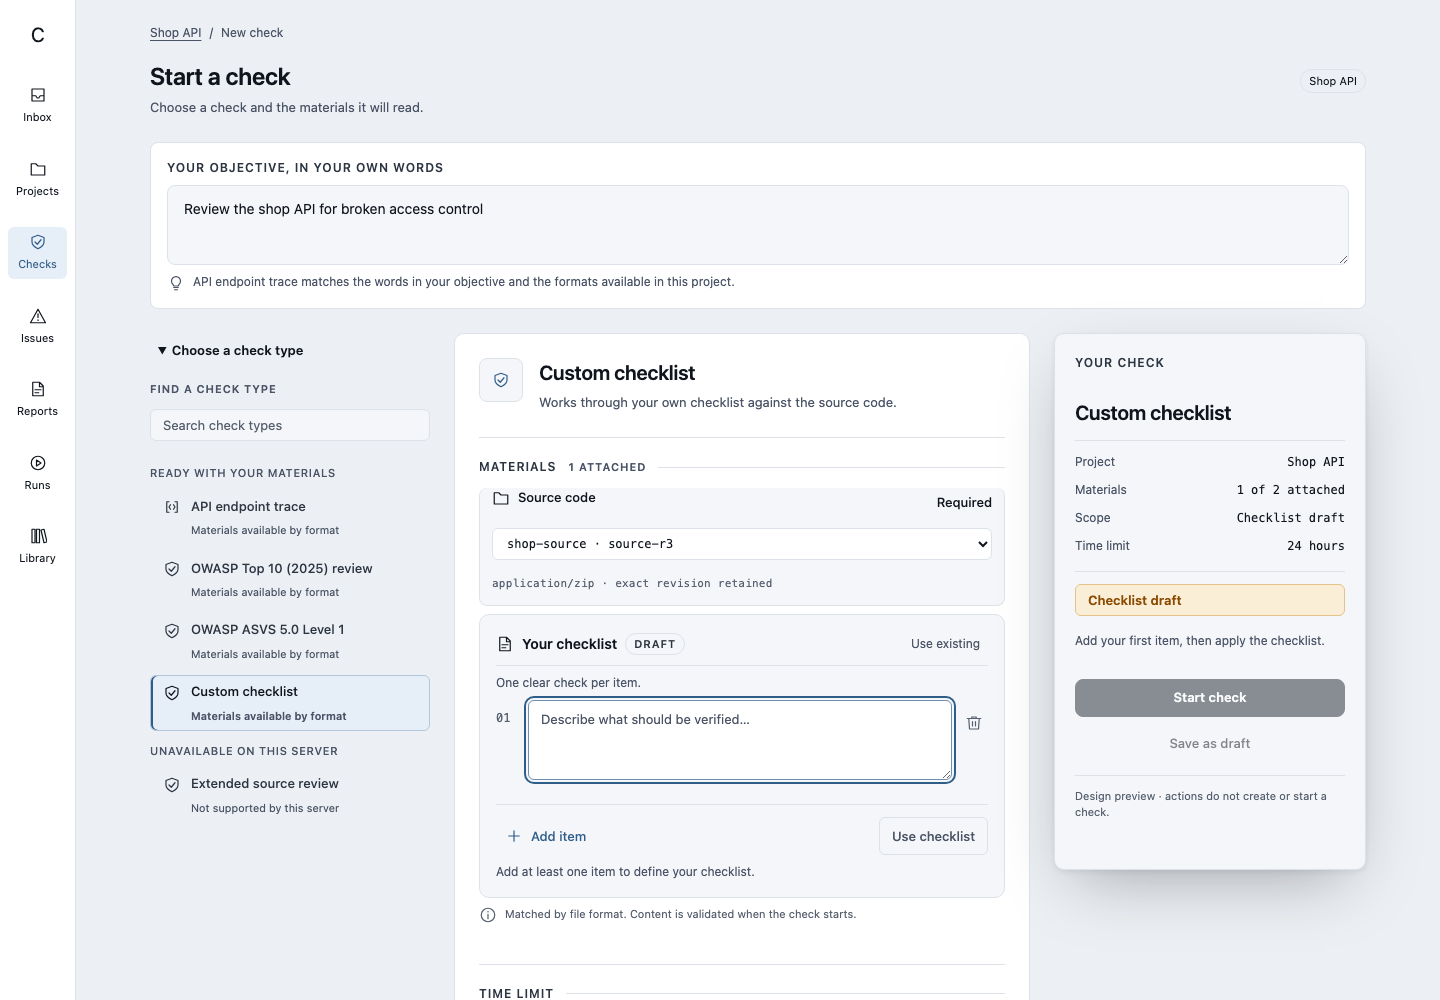 C
Inbox
Projects
Checks
Issues
Reports
Runs
Library
Shop API / New check
Start a check
Choose a check and the materials it will read.
Shop API
YOUR OBJECTIVE, IN YOUR OWN WORDS
Review the shop API for broken access control
API endpoint trace matches the words in your objective and the formats available in this project.
Choose a check type
FIND A CHECK TYPE
Search check types
READY WITH YOUR MATERIALS
API endpoint trace
Materials available by format
OWASP Top 10 (2025) review
Materials available by format
OWASP ASVS 5.0 Level 1
Materials available by format
Custom checklist
Materials available by format
UNAVAILABLE ON THIS SERVER
Extended source review
Not supported by this server
Custom checklist
Works through your own checklist against the source code.
MATERIALS 1 ATTACHED
Source code
Required
shop-source · source-r3
application/zip · exact revision retained
Your checklist DRAFT Use existing
One clear check per item.
01 Describe what should be verified…
Add item
Use checklist
Add at least one item to define your checklist.
Matched by file format. Content is validated when the check starts.
TIME LIMIT
YOUR CHECK
Custom checklist
Project Shop API
Materials 1 of 2 attached
Scope Checklist draft
Time limit 24 hours
Checklist draft
Add your first item, then apply the checklist.
Start check
Save as draft
Design preview · actions do not create or start a
check.